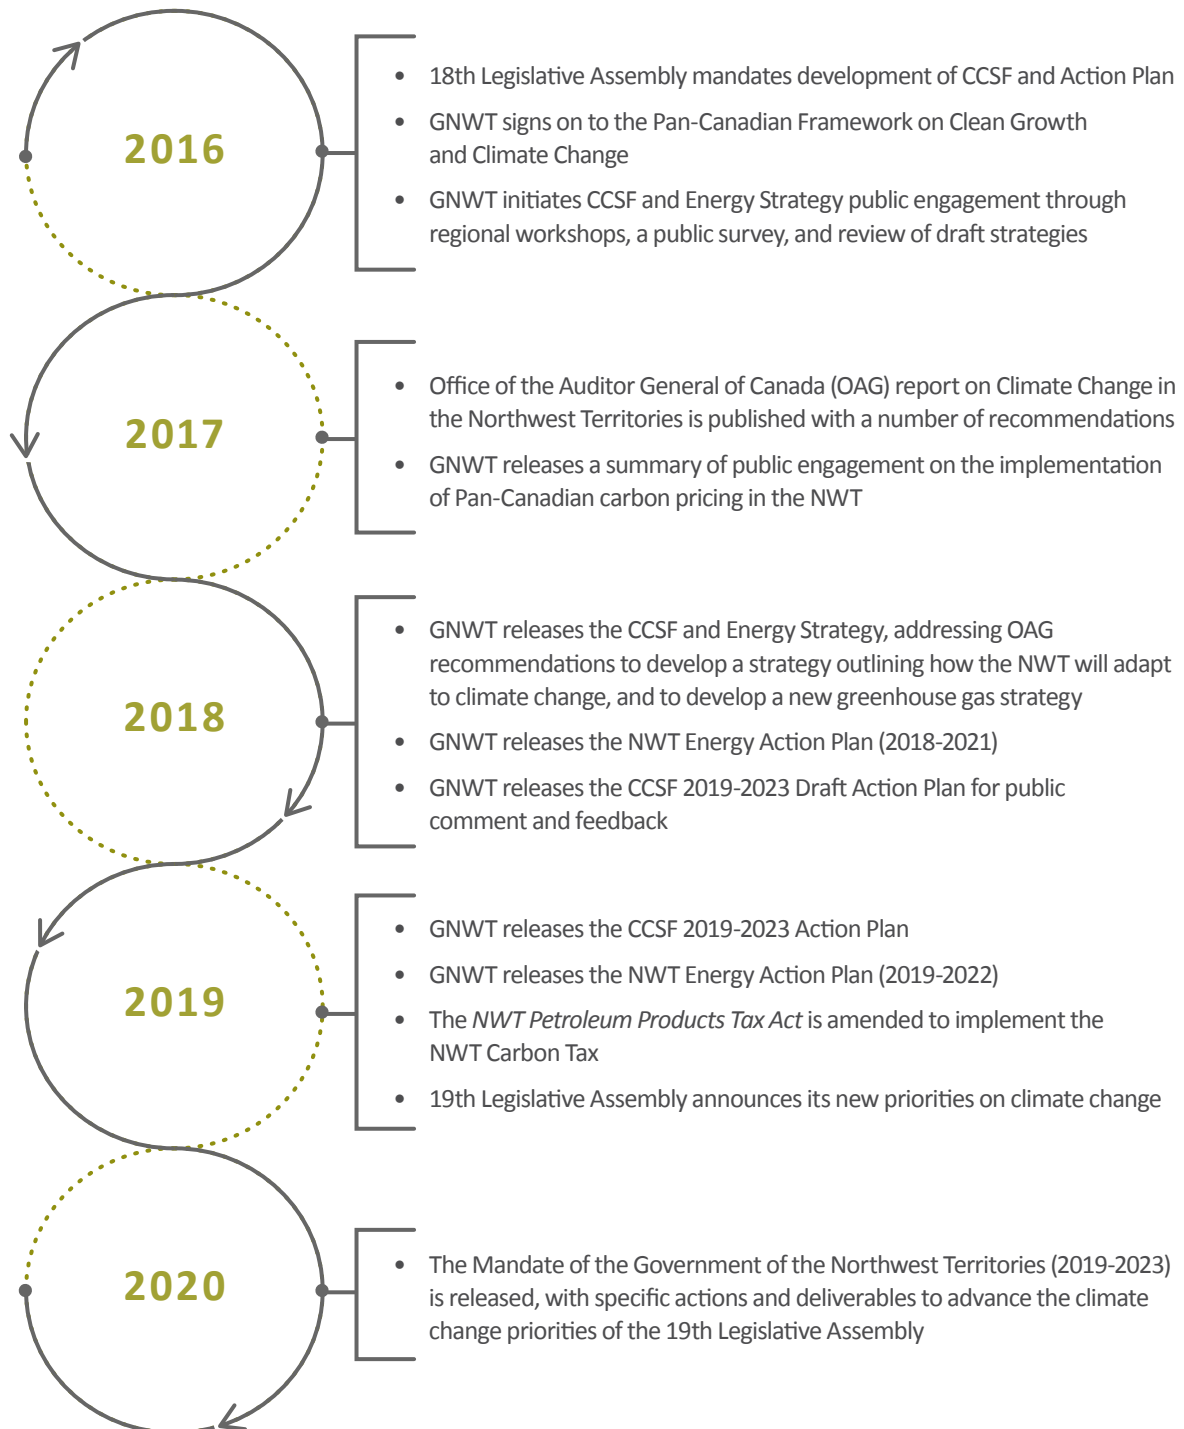 2016
• 18th Legislative Assembly mandates development of CCSF and Action Plan
• GNWT signs on to the Pan-Canadian Framework on Clean Growth
and Climate Change
• GNWT initiates CCSF and Energy Strategy public engagement through
regional workshops, a public survey, and review of draft strategies
2017
• Office of the Auditor General of Canada (OAG) report on Climate Change in
the Northwest Territories is published with a number of recommendations
• GNWT releases a summary of public engagement on the implementation
of Pan-Canadian carbon pricing in the NWT
2018
• GNWT releases the CCSF and Energy Strategy, addressing OAG
recommendations to develop a strategy outlining how the NWT will adapt
to climate change, and to develop a new greenhouse gas strategy
• GNWT releases the NWT Energy Action Plan (2018-2021)
• GNWT releases the CCSF 2019-2023 Draft Action Plan for public
comment and feedback
2019
• GNWT releases the CCSF 2019-2023 Action Plan
• GNWT releases the NWT Energy Action Plan (2019-2022)
• The NWT Petroleum Products Tax Act is amended to implement the
NWT Carbon Tax
• 19th Legislative Assembly announces its new priorities on climate change
2020
• The Mandate of the Government of the Northwest Territories (2019-2023)
is released, with specific actions and deliverables to advance the climate
change priorities of the 19th Legislative Assembly